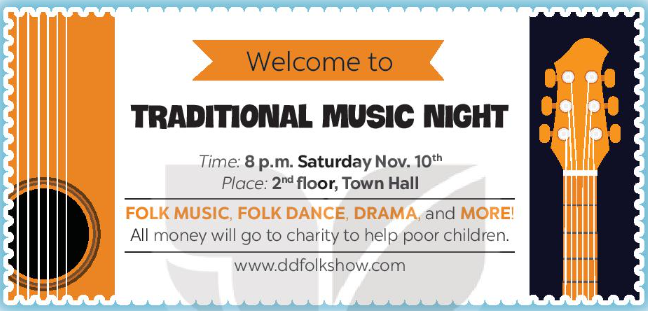 Welcome to
TRADITIONAL MUSIC NIGHT
Time: 8 p.m. Saturday Nov. 10th
Place: 2nd floor, Town Hall
FOLK MUSIC, FOLK DANCE, DRAMA, and MORE!
All money will go to charity to help poor children.
www.ddfolkshow.com